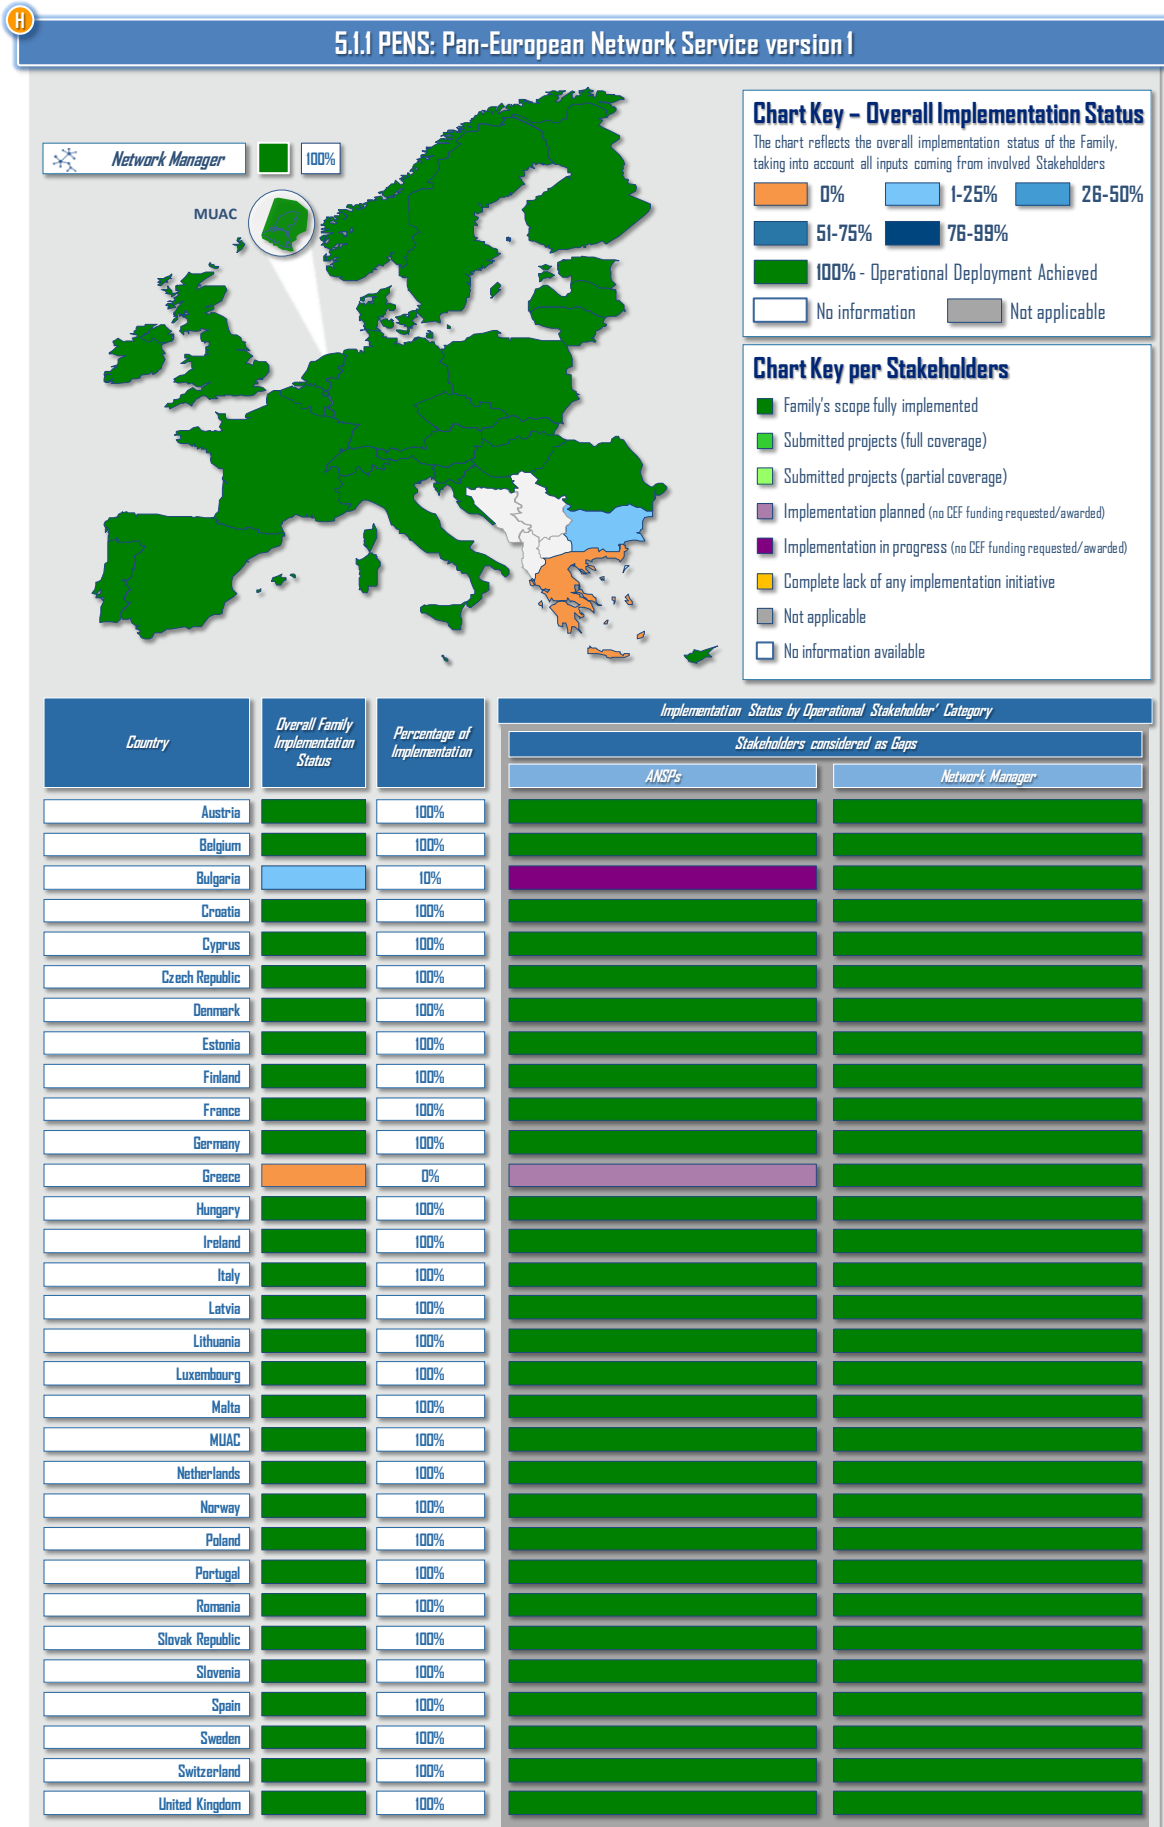 H
5.1.1 PENS: Pan-European Network Service version 1
Network Manager
100%
MUAC
Chart Key – Overall Implementation Status
The chart reflects the overall implementation status of the Family,
taking into account all inputs coming from involved Stakeholders
0% 1-25% 26-50%
51-75% 76-99%
100% - Operational Deployment Achieved
No information Not applicable
Chart Key per Stakeholders
Family's scope fully implemented
Submitted projects (full coverage)
Submitted projects (partial coverage)
Implementation planned (no CEF funding requested/awarded)
Implementation in progress (no CEF funding requested/awarded)
Complete lack of any implementation initiative
Not applicable
No information available
Country
Overall Family
Implementation
Status
Percentage of
Implementation
Implementation Status by Operational Stakeholder' Category
Stakeholders considered as Gaps
ANSPs Network Manager
Austria 100%
Belgium 100%
Bulgaria 10%
Croatia 100%
Cyprus 100%
Czech Republic 100%
Denmark 100%
Estonia 100%
Finland 100%
France 100%
Germany 100%
Greece 0%
Hungary 100%
Ireland 100%
Italy 100%
Latvia 100%
Lithuania 100%
Luxembourg 100%
Malta 100%
MUAC 100%
Netherlands 100%
Norway 100%
Poland 100%
Portugal 100%
Romania 100%
Slovak Republic 100%
Slovenia 100%
Spain 100%
Sweden 100%
Switzerland 100%
United Kingdom 100%